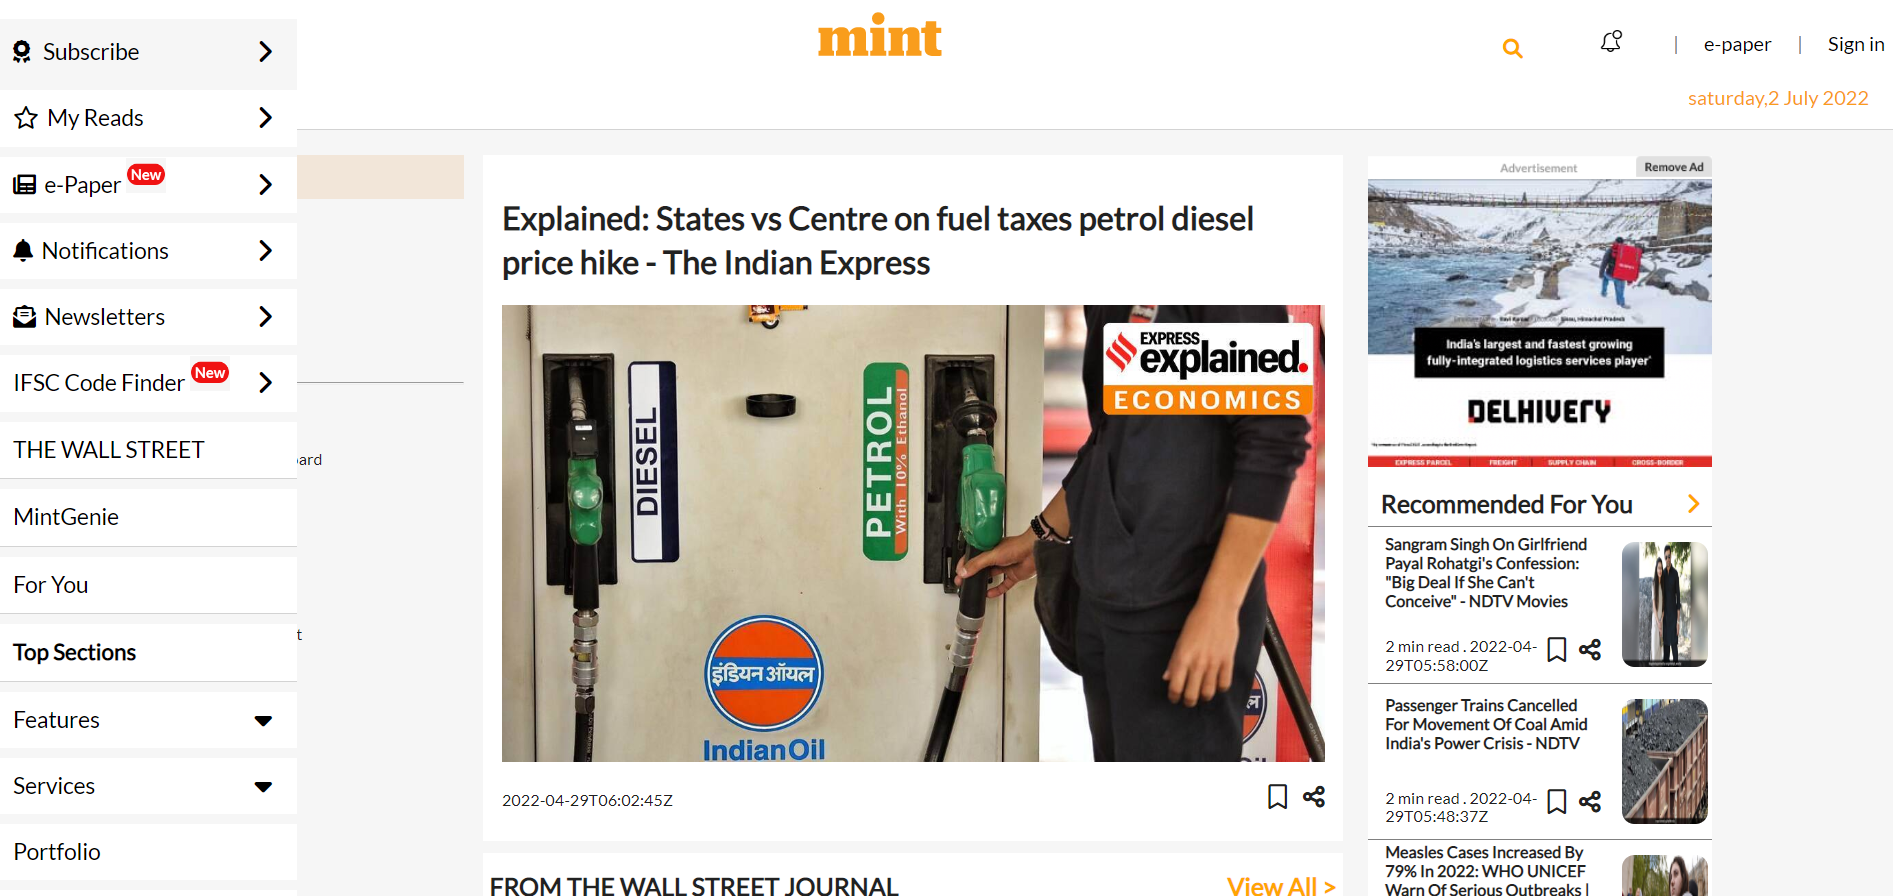 Subscribe
My Reads
e-Paper New
Notifications
Newsletters
IFSC Code Finder New
THE WALL STREET
MintGenie
For You
Top Sections
Features
Services
Portfolio
ard
t
mint
| e-paper | Sign in
saturday,2 July 2022
Explained: States vs Centre on fuel taxes petrol diesel
price hike - The Indian Express
EXPRESS
explained.
ECONOMICS
DIESEL
PETROL
With 10% Ethanol
इंडियन ऑयल
IndianOil
Oil
2022-04-29T06:02:45Z
FROM THE WALL STREET JOURNAL
View All >
Advertisement
Remove Ad
India's largest and fastest growing
fully-integrated logistics services player*
DELHIVERY
EXPRESS PARCEL | FREIGHT | SUPPLY CHAIN | CROSS-BORDER
Recommended For You
Sangram Singh On Girlfriend
Payal Rohatgi's Confession:
"Big Deal If She Can't
Conceive" - NDTV Movies
2 min read . 2022-04-
29T05:58:00Z
Passenger Trains Cancelled
For Movement Of Coal Amid
India's Power Crisis - NDTV
2 min read . 2022-04-
29T05:48:37Z
Measles Cases Increased By
79% In 2022: WHO UNICEF
Warn Of Serious Outbreaks |